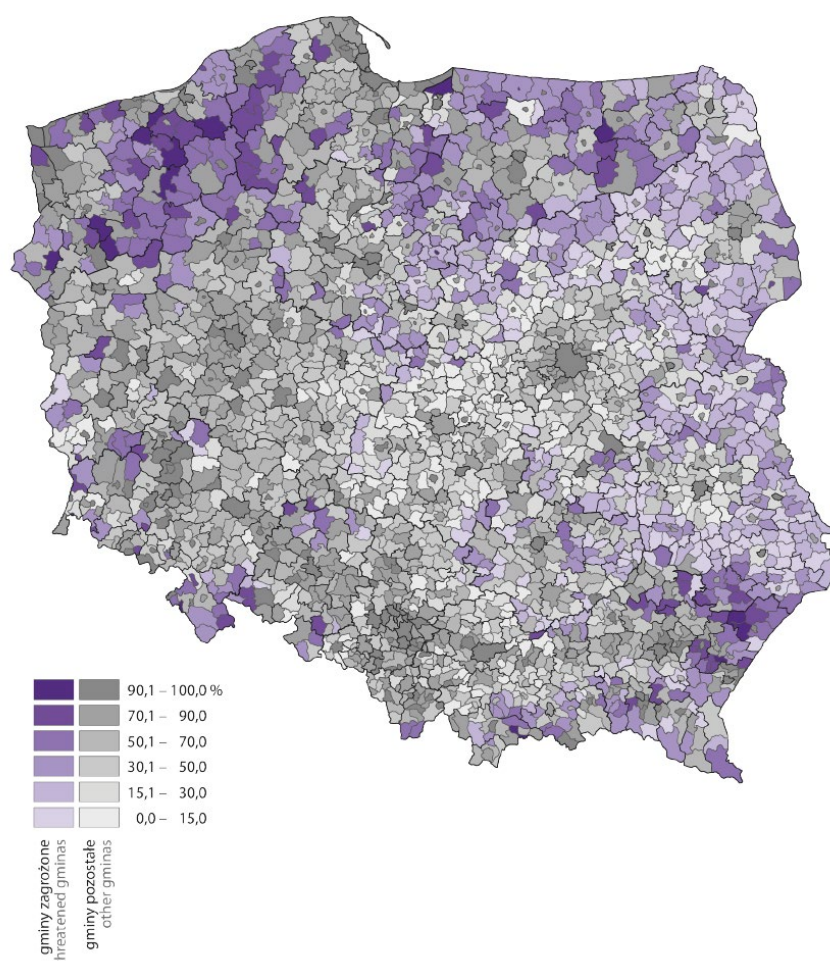 90,1 – 100,0 %
70,1 – 90,0
50,1 – 70,0
30,1 – 50,0
15,1 – 30,0
0,0 – 15,0
gminy zagrożone
hreatened gminas
gminy pozostałe
other gminas